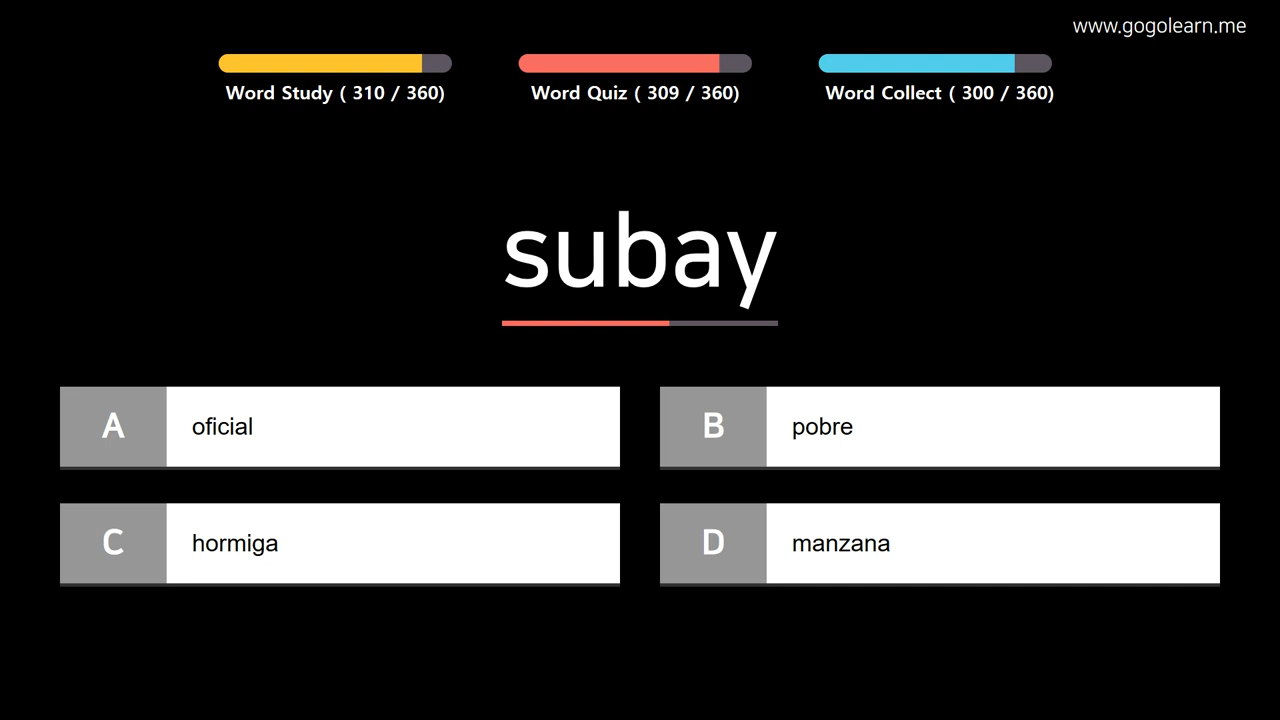 www.gogolearn.me
Word Study ( 310 / 360)
Word Quiz ( 309 / 360)
Word Collect ( 300 / 360)
subay
A oficial
B pobre
C hormiga
D manzana